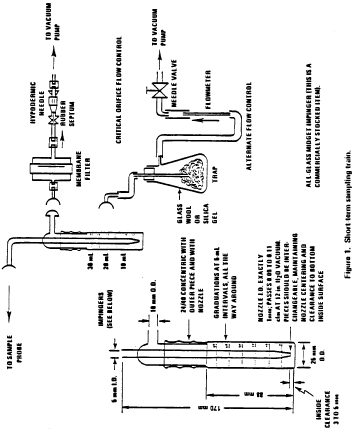 TO VACUUM
PUMP
HYPODERMIC
NEEDLE
RUBBER
SEPTUM
MEMBRANE
FILTER
CRITICAL ORIFICE FLOW CONTROL
TO VACUUM
PUMP
NEEDLE VALVE
FLOWMETER
TRAP
GLASS
WOOL
OR
SILICA
GEL
ALTERNATE FLOW CONTROL
TO SAMPLE
PROBE
30 mL
20 mL
10 mL
IMPINGERS
(SEE BELOW)
10 mm O.D.
5 mm I.D.
24/40 CONCENTRIC WITH
OUTER PIECE AND WITH
NOZZLE
GRADUATIONS AT 5 mL
INTERVALS, ALL THE
WAY AROUND
NOZZLE I.D. EXACTLY
1mm, PASSES 0.09 TO 0.11
cfm AT 12 in H2O VACUUM.
PIECES SHOULD BE INTER-
CHANGEABLE, MAINTAINING
NOZZLE CENTERING AND
CLEARANCE TO BOTTOM
INSIDE SURFACE
170 mm
88 mm
25 mm
O.D.
INSIDE
CLEARANCE
3 TO 5 mm
ALL GLASS MIDGET IMPINGER (THIS IS A
COMMERCIALLY STOCKED ITEM).
Figure 1. Short term sampling train.